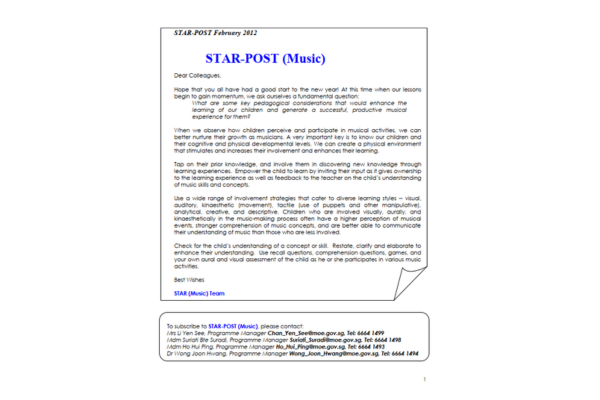 STAR-POST February 2012
STAR-POST (Music)
Dear Colleagues,
Hope that you all have had a good start to the new year! At this time when our lessons
begin to gain momentum, we ask ourselves a fundamental question:
What are some key pedagogical considerations that would enhance the
learning of our children and generate a successful, productive musical
experience for them?
When we observe how children perceive and participate in musical activities, we can
better nurture their growth as musicians. A very important key is to know our children and
their cognitive and physical developmental levels. We can create a physical environment
that stimulates and increases their involvement and enhances their learning.
Tap on their prior knowledge, and involve them in discovering new knowledge through
learning experiences. Empower the child to learn by inviting their input as it gives ownership
to the learning experience as well as feedback to the teacher on the child's understanding
of music skills and concepts.
Use a wide range of involvement strategies that cater to diverse learning styles – visual,
auditory, kinaesthetic (movement), tactile (use of puppets and other manipulative),
analytical, creative, and descriptive. Children who are involved visually, aurally, and
kinaesthetically in the music-making process often have a higher perception of musical
events, stronger comprehension of music concepts, and are better able to communicate
their understanding of music than those who are less involved.
Check for the child's understanding of a concept or skill. Restate, clarify and elaborate to
enhance their understanding. Use recall questions, comprehension questions, games, and
your own aural and visual assessment of the child as he or she participates in various music
activities.
Best Wishes
STAR (Music) Team
To subscribe to STAR-POST (Music), please contact:
Mrs Li Yen See, Programme Manager Chan_Yen_See@moe.gov.sg, Tel: 6664 1499
Mdm Suriati Bte Suradi, Programme Manager Suriati_Suradi@moe.gov.sg, Tel: 6664 1498
Mdm Ho Hui Ping, Programme Manager Ho_Hui_Ping@moe.gov.sg, Tel: 6664 1493
Dr Wong Joon Hwang, Programme Manager Wong_Joon_Hwang@moe.gov.sg, Tel: 6664 1494
1